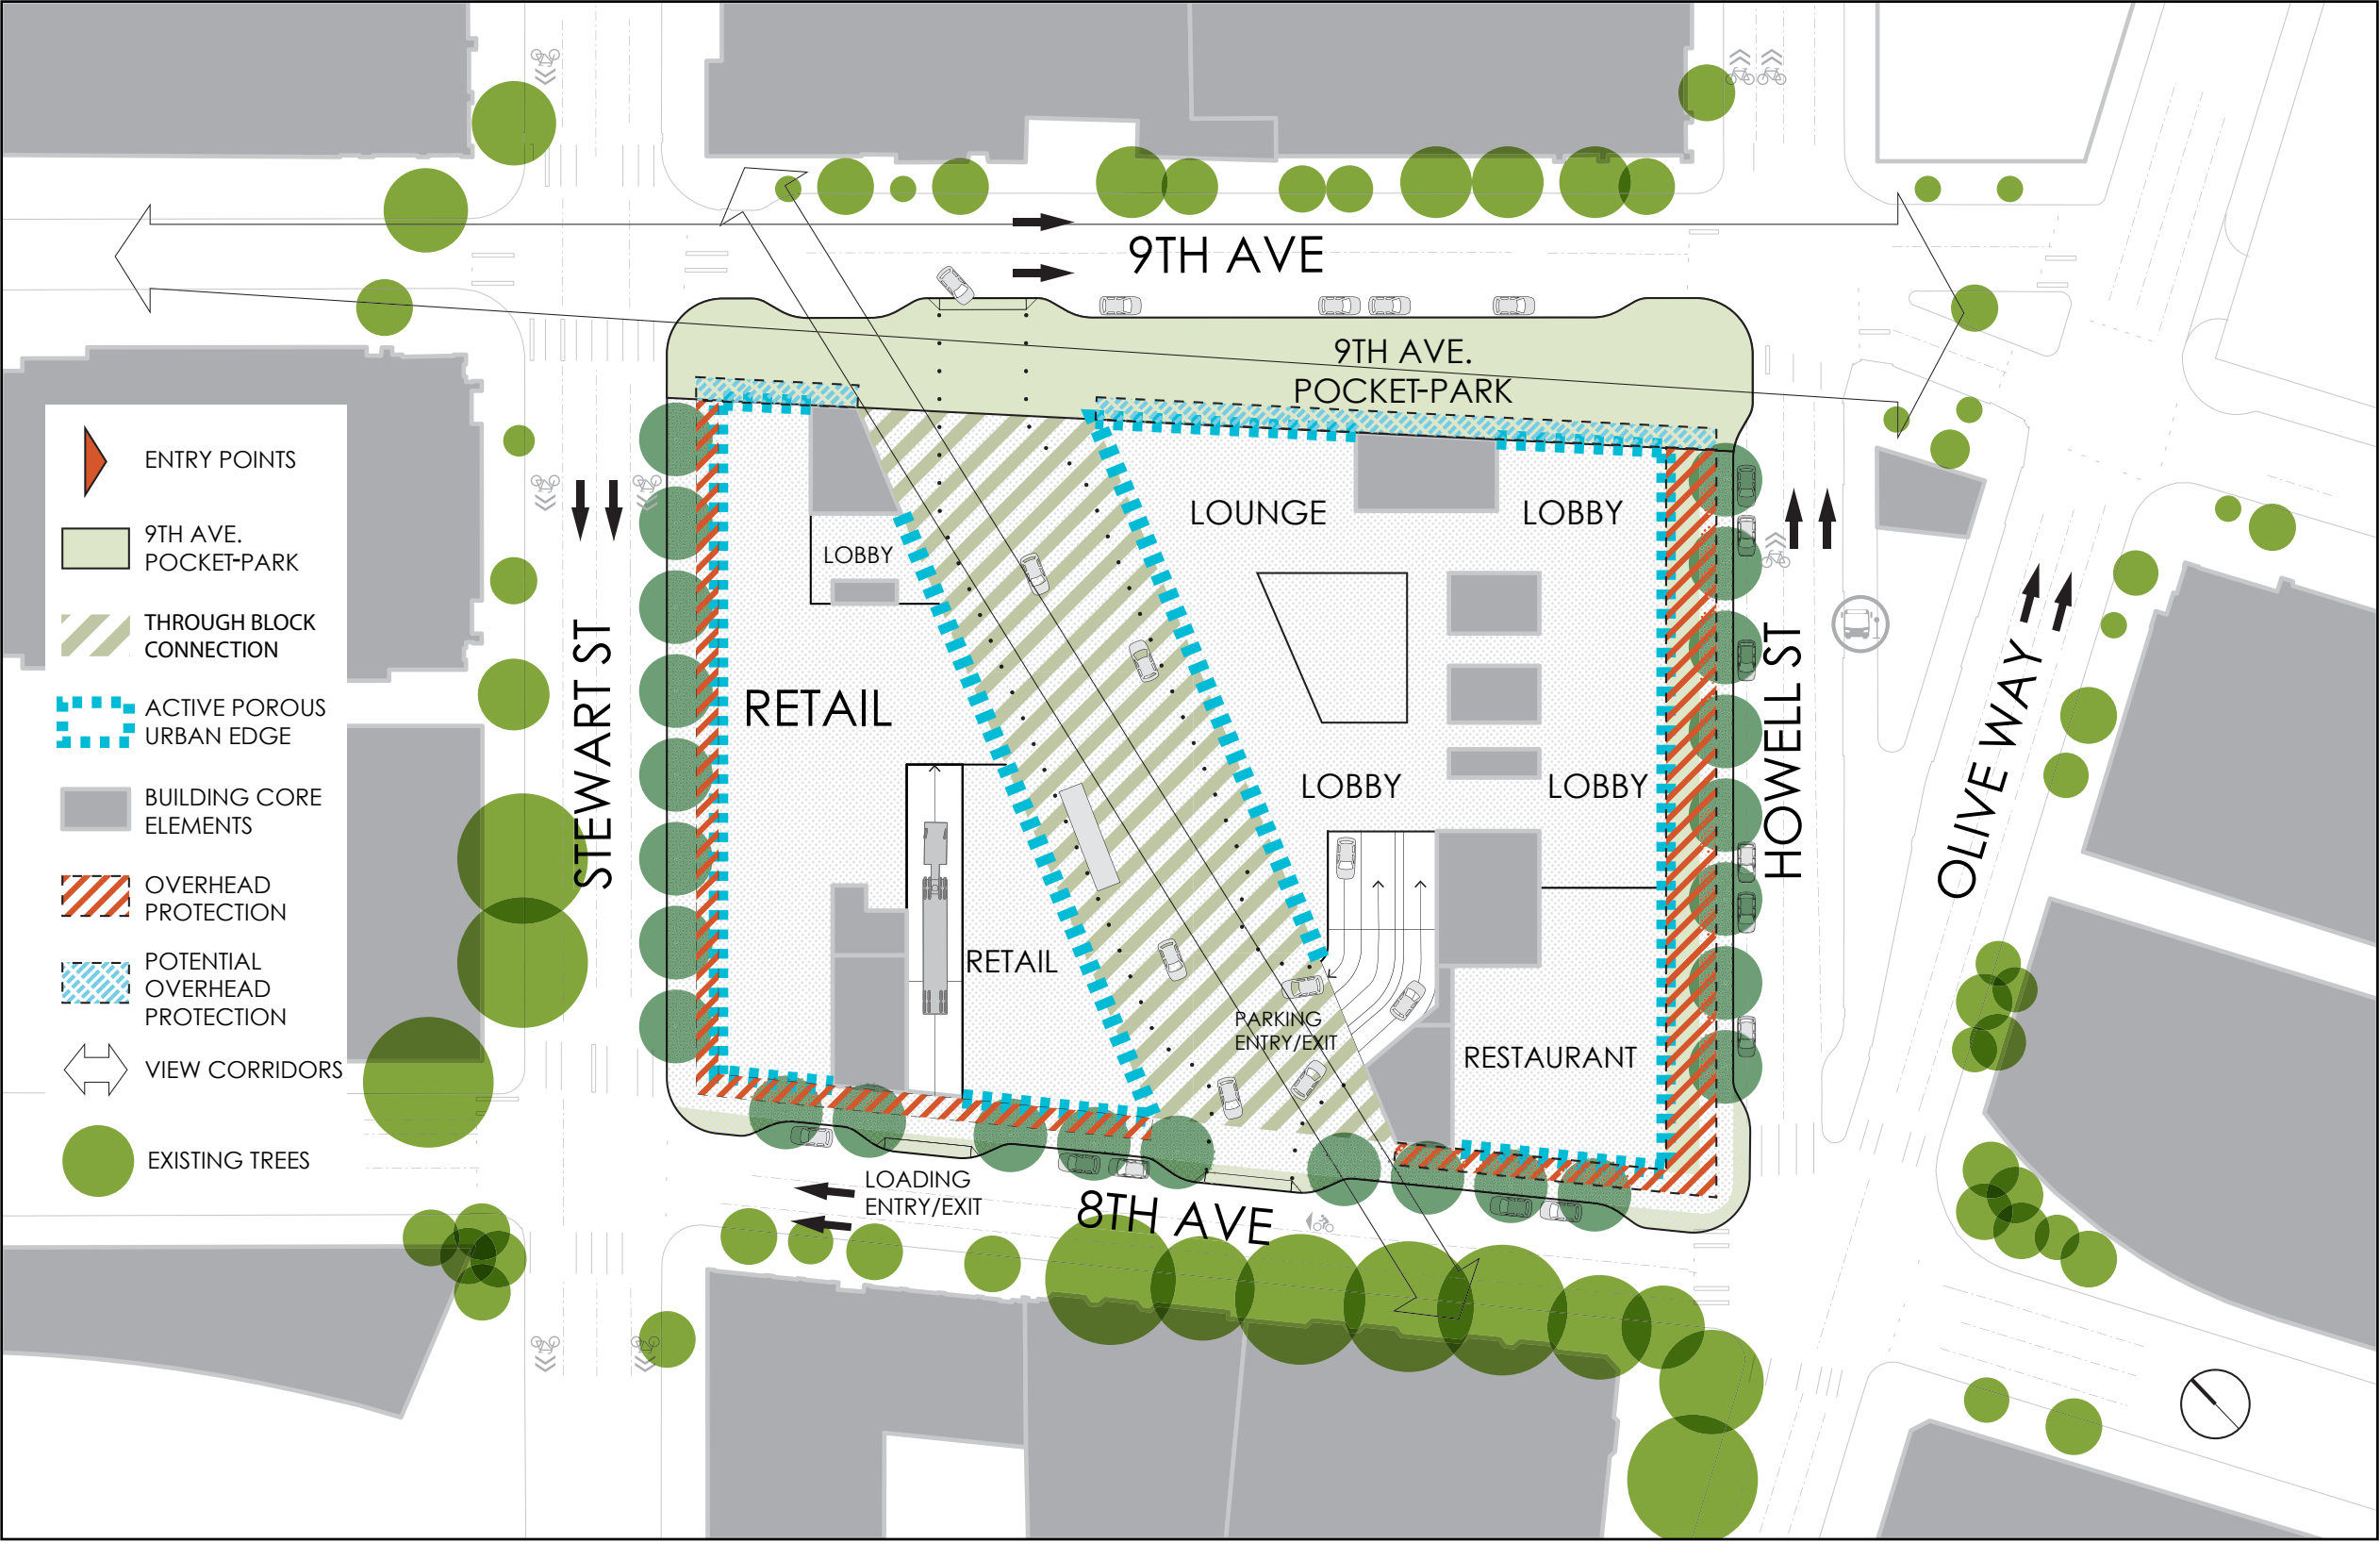 9TH AVE
9TH AVE.
POCKET-PARK
ENTRY POINTS
9TH AVE.
POCKET-PARK
THROUGH BLOCK
CONNECTION
ACTIVE POROUS
URBAN EDGE
BUILDING CORE
ELEMENTS
OVERHEAD
PROTECTION
POTENTIAL
OVERHEAD
PROTECTION
VIEW CORRIDORS
EXISTING TREES
STEWART ST
LOBBY
RETAIL
RETAIL
LOUNGE
LOBBY
LOBBY
LOBBY
PARKING
ENTRY/EXIT
RESTAURANT
HOWELL ST
OLIVE WAY
LOADING
ENTRY/EXIT
8TH AVE